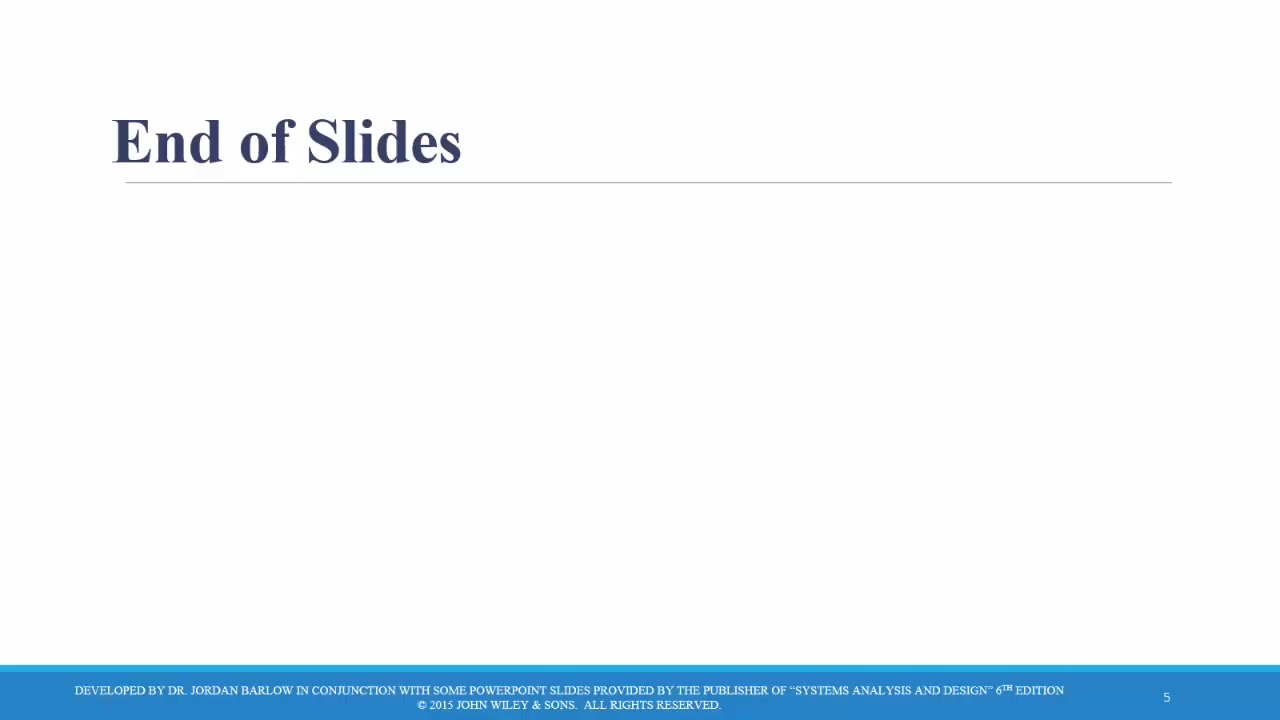 End of Slides
DEVELOPED BY DR. JORDAN BARLOW IN CONJUNCTION WITH SOME POWERPOINT SLIDES PROVIDED BY THE PUBLISHER OF “SYSTEMS ANALYSIS AND DESIGN” 6TH EDITION
© 2015 JOHN WILEY & SONS.  ALL RIGHTS RESERVED.
5